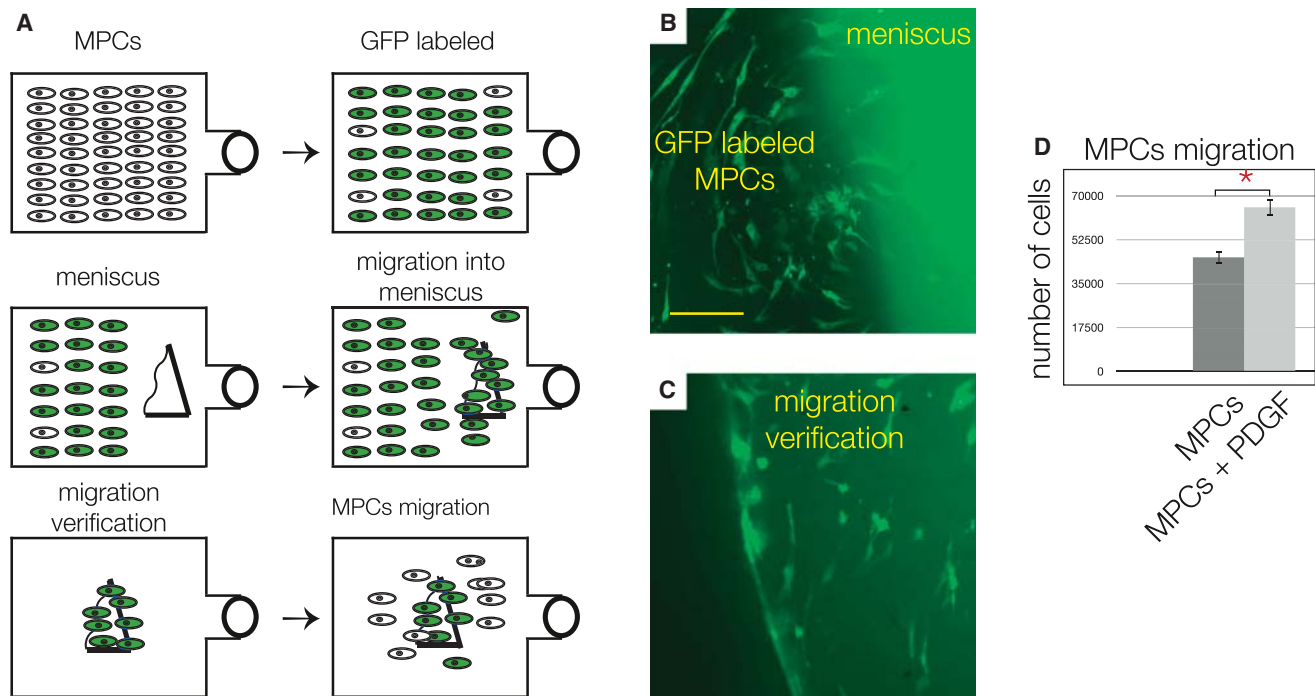 A
MPCs
GFP labeled
meniscus
migration into
meniscus
migration
verification
MPCs migration
B
meniscus
GFP labeled
MPCs
C
migration
verification
D
MPCs migration
*
number of cells
70000
52500
35000
17500
0
MPCs
MPCs + PDGF